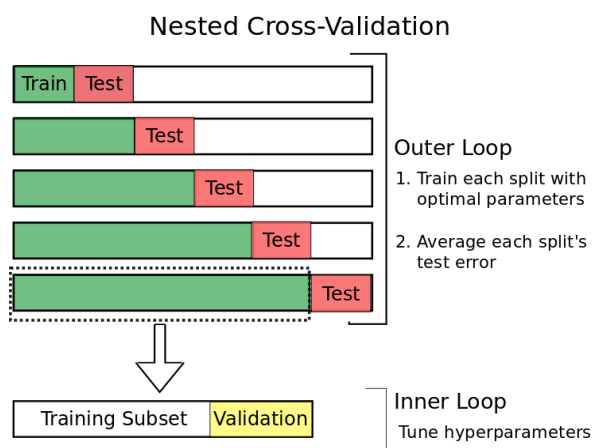 Nested Cross-Validation
Train Test
Test
Test
Test
Test
Outer Loop
1. Train each split with
optimal parameters
2. Average each split's
test error
Training Subset Validation
Inner Loop
Tune hyperparameters